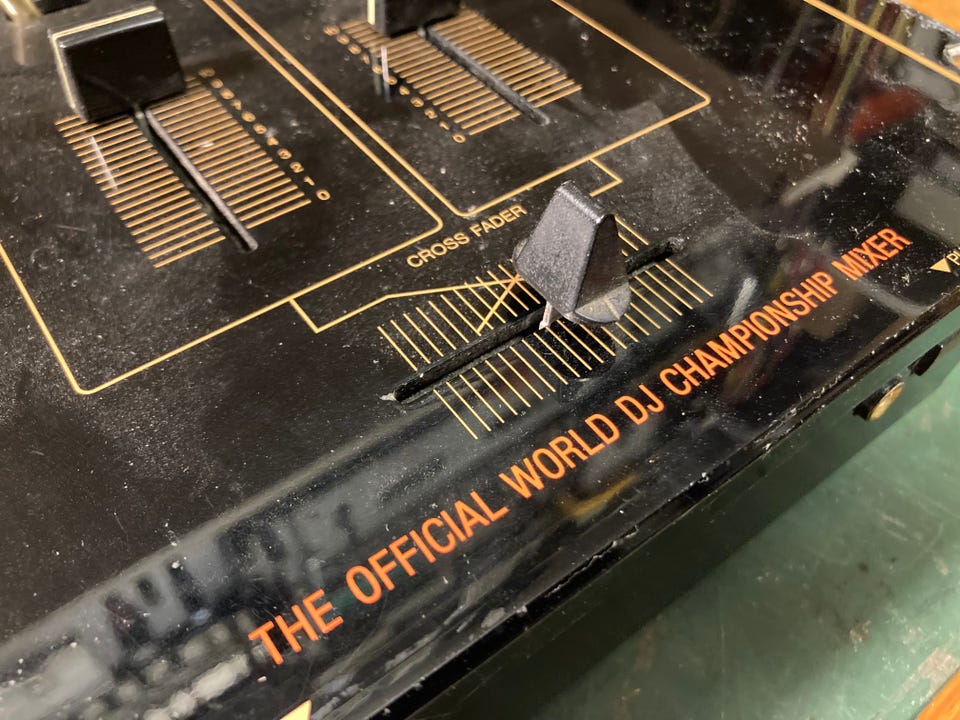 CROSS FADER
THE OFFICIAL WORLD DJ CHAMPIONSHIP MIXER